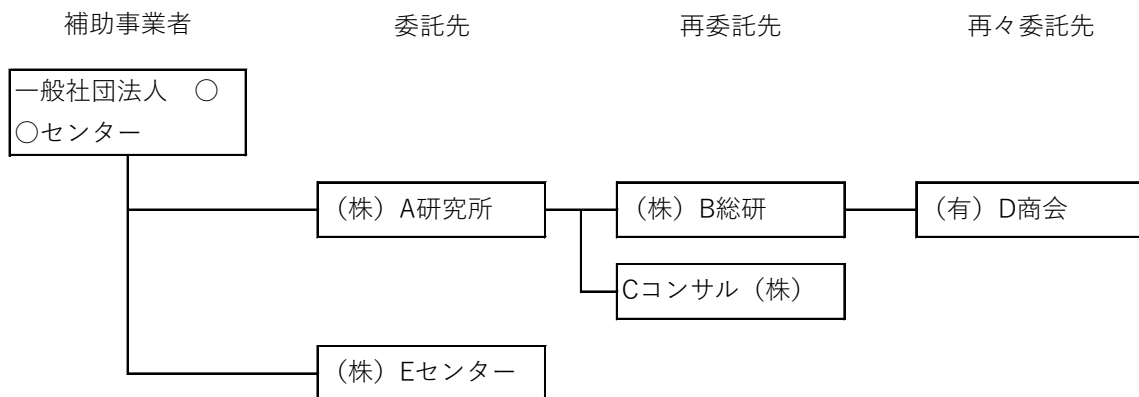 補助事業者 委託先 再委託先 再々委託先
一般社団法人　○
○センター
（株）A研究所 （株）B総研 （有）D商会
Cコンサル（株）
（株）Eセンター